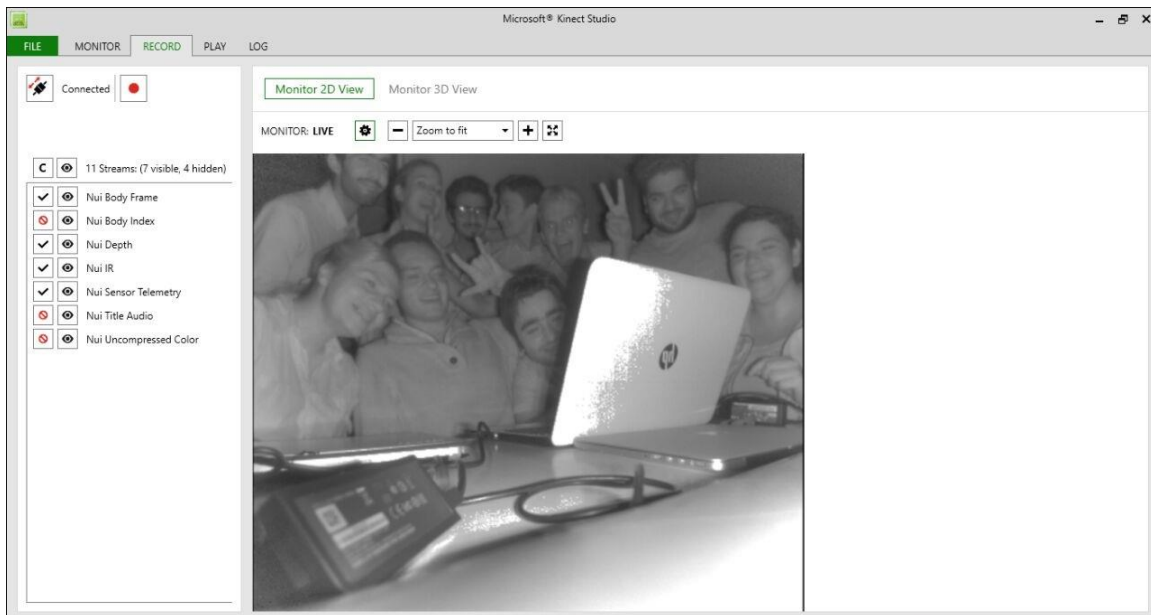 Microsoft® Kinect Studio
FILE MONITOR RECORD PLAY LOG
Connected
Monitor 2D View Monitor 3D View
MONITOR: LIVE Zoom to fit
C 11 Streams: (7 visible, 4 hidden)
Nui Body Frame
Nui Body Index
Nui Depth
Nui IR
Nui Sensor Telemetry
Nui Title Audio
Nui Uncompressed Color
hp